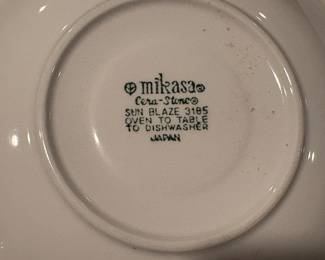 mikasa®
Cera-Stone®
SUN BLAZE 3185
OVEN TO TABLE
TO DISHWASHER
JAPAN